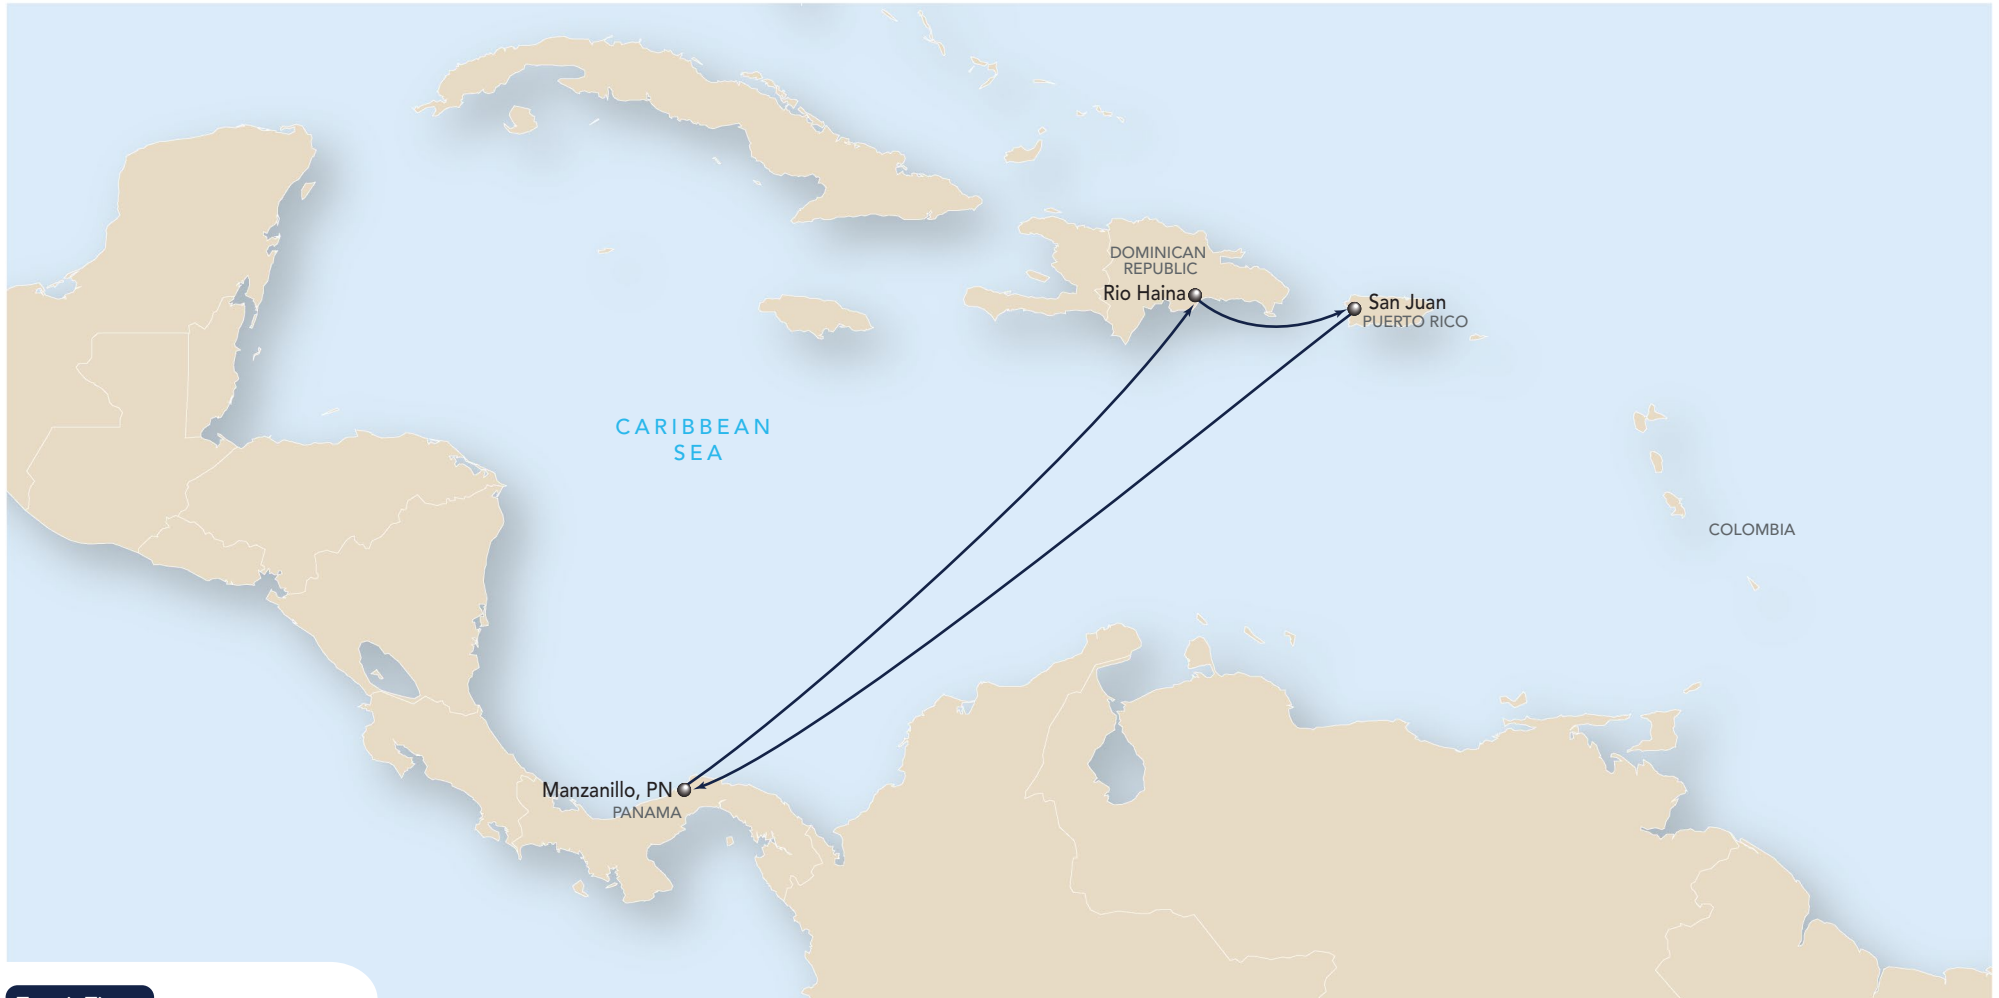 DOMINICAN
REPUBLIC
Rio Haina
San Juan
PUERTO RICO
CARIBBEAN
SEA
COLOMBIA
Manzanillo, PN
PANAMA